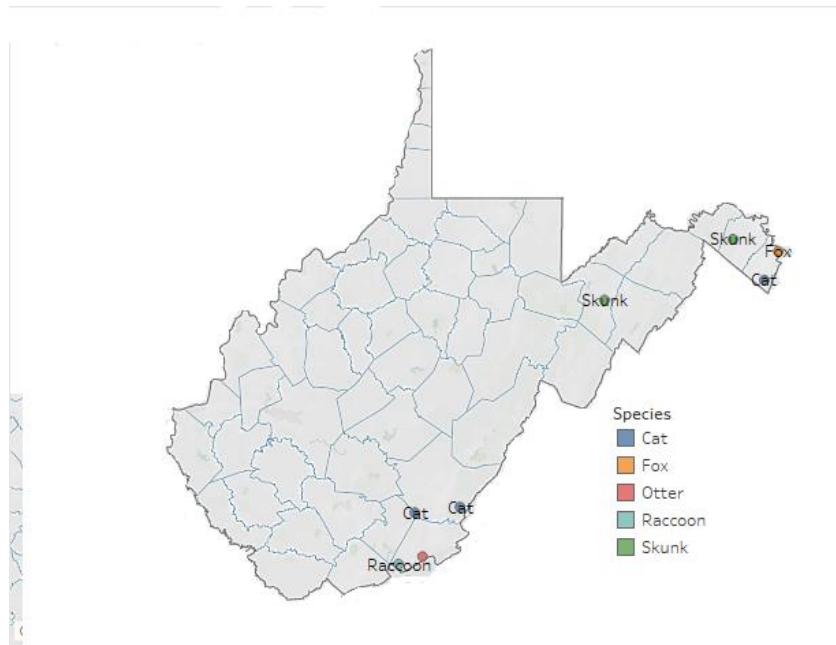 Skunk
Fox
Cat
Skunk
Species
Cat
Fox
Otter
Raccoon
Skunk
Cat
Cat
Raccoon